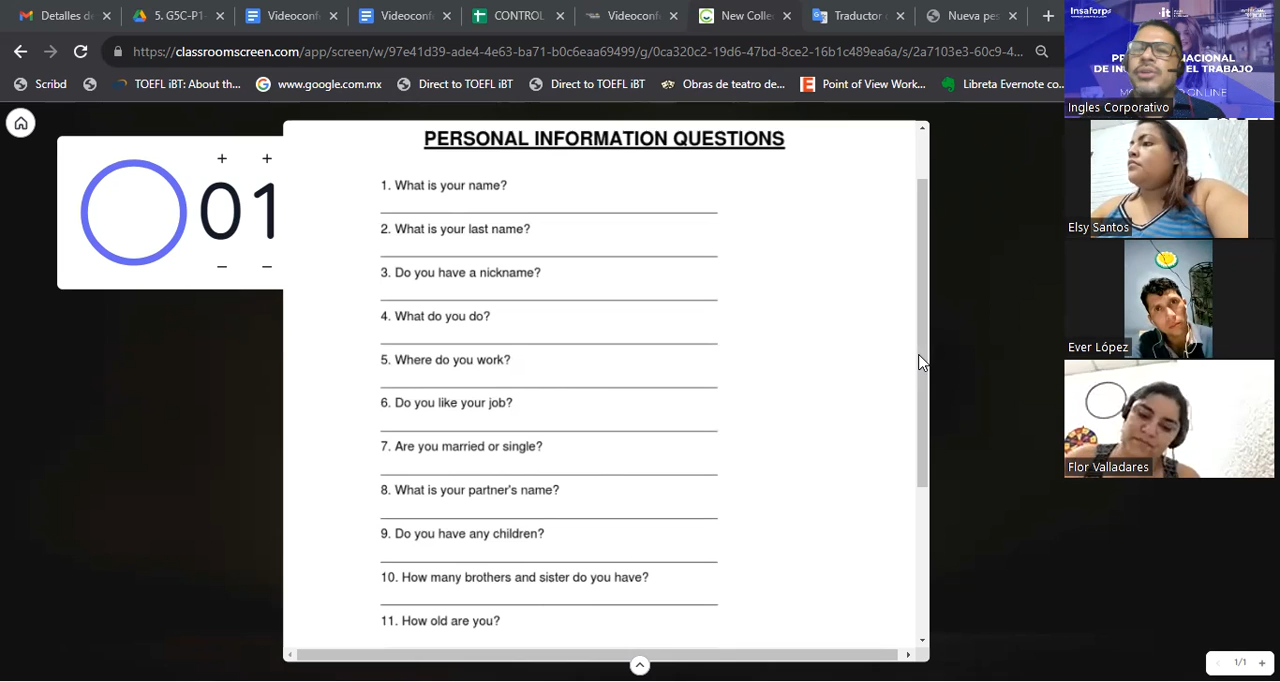 Detalles de
5. G5C-P1-
Videoconf
Videoconf
CONTROL
Videoconf
New Colle
Traductor
Nueva pes
https://classroomscreen.com/app/screen/w/97e41d39-ade4-4e63-ba71-b0c6eaa69499/g/0ca320c2-19d6-47bd-8ce2-16b1c489ea6a/s/2a7103e3-60c9-4...
Scribd
TOEFL iBT: About th...
www.google.com.mx
Direct to TOEFL iBT
Direct to TOEFL iBT
Obras de teatro de...
Point of View Work...
Libreta Evernote co...
01
PERSONAL INFORMATION QUESTIONS
1. What is your name?
2. What is your last name?
3. Do you have a nickname?
4. What do you do?
5. Where do you work?
6. Do you like your job?
7. Are you married or single?
8. What is your partner's name?
9. Do you have any children?
10. How many brothers and sister do you have?
11. How old are you?
1/1
Insaforp
it
Ingles Corporativo
Elsy Santos
Ever López
Flor Valladares